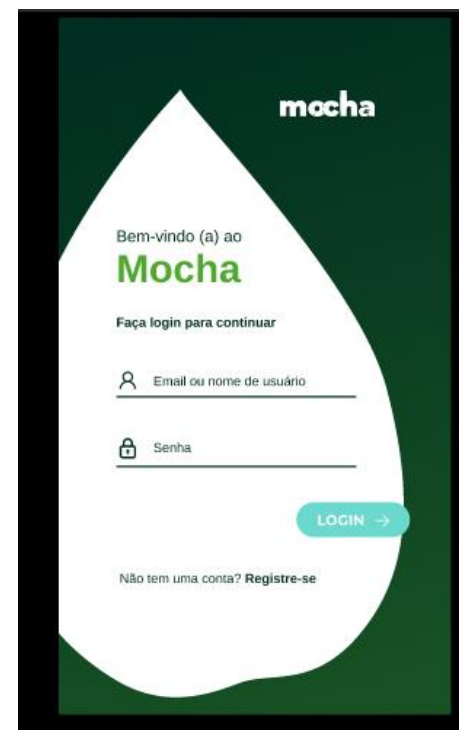 mocha
Bem-vindo (a) ao
Mocha
Faça login para continuar
Email ou nome de usuário
Senha
LOGIN →
Não tem uma conta? Registre-se